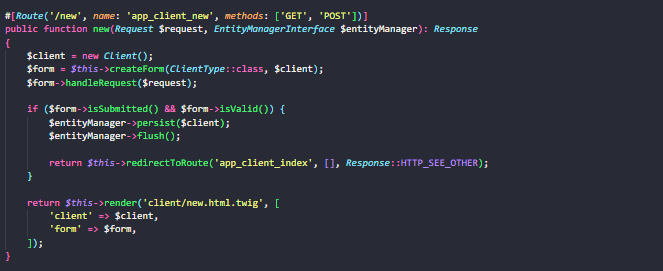 #[Route('/new', name: 'app_client_new', methods: ['GET', 'POST'])]
public function new(Request $request, EntityManagerInterface $entityManager): Response
{
    $client = new Client();
    $form = $this->createForm(ClientType::class, $client);
    $form->handleRequest($request);

    if ($form->isSubmitted() && $form->isValid()) {
        $entityManager->persist($client);
        $entityManager->flush();

        return $this->redirectToRoute('app_client_index', [], Response::HTTP_SEE_OTHER);
    }

    return $this->render('client/new.html.twig', [
        'client' => $client,
        'form' => $form,
    ]);
}